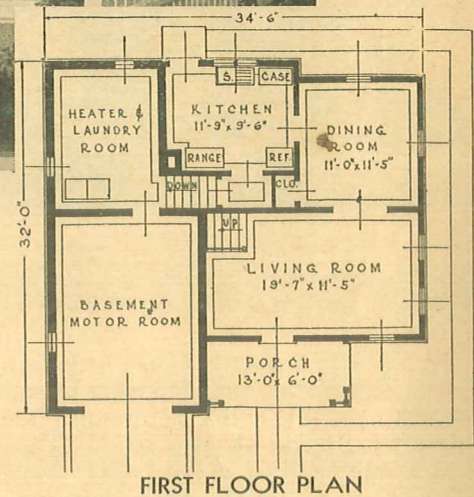 34'-6"
S. CASE
HEATER &
LAUNDRY
ROOM
KITCHEN
11'-9" x 9'-6"
DINING
ROOM
11'-0" x 11'-5"
RANGE
REF.
DOWN
CLO.
32'-0"
UP
LIVING ROOM
19'-7" x 11'-5"
BASEMENT
MOTOR ROOM
PORCH
13'-0" x 6'-0"
FIRST FLOOR PLAN